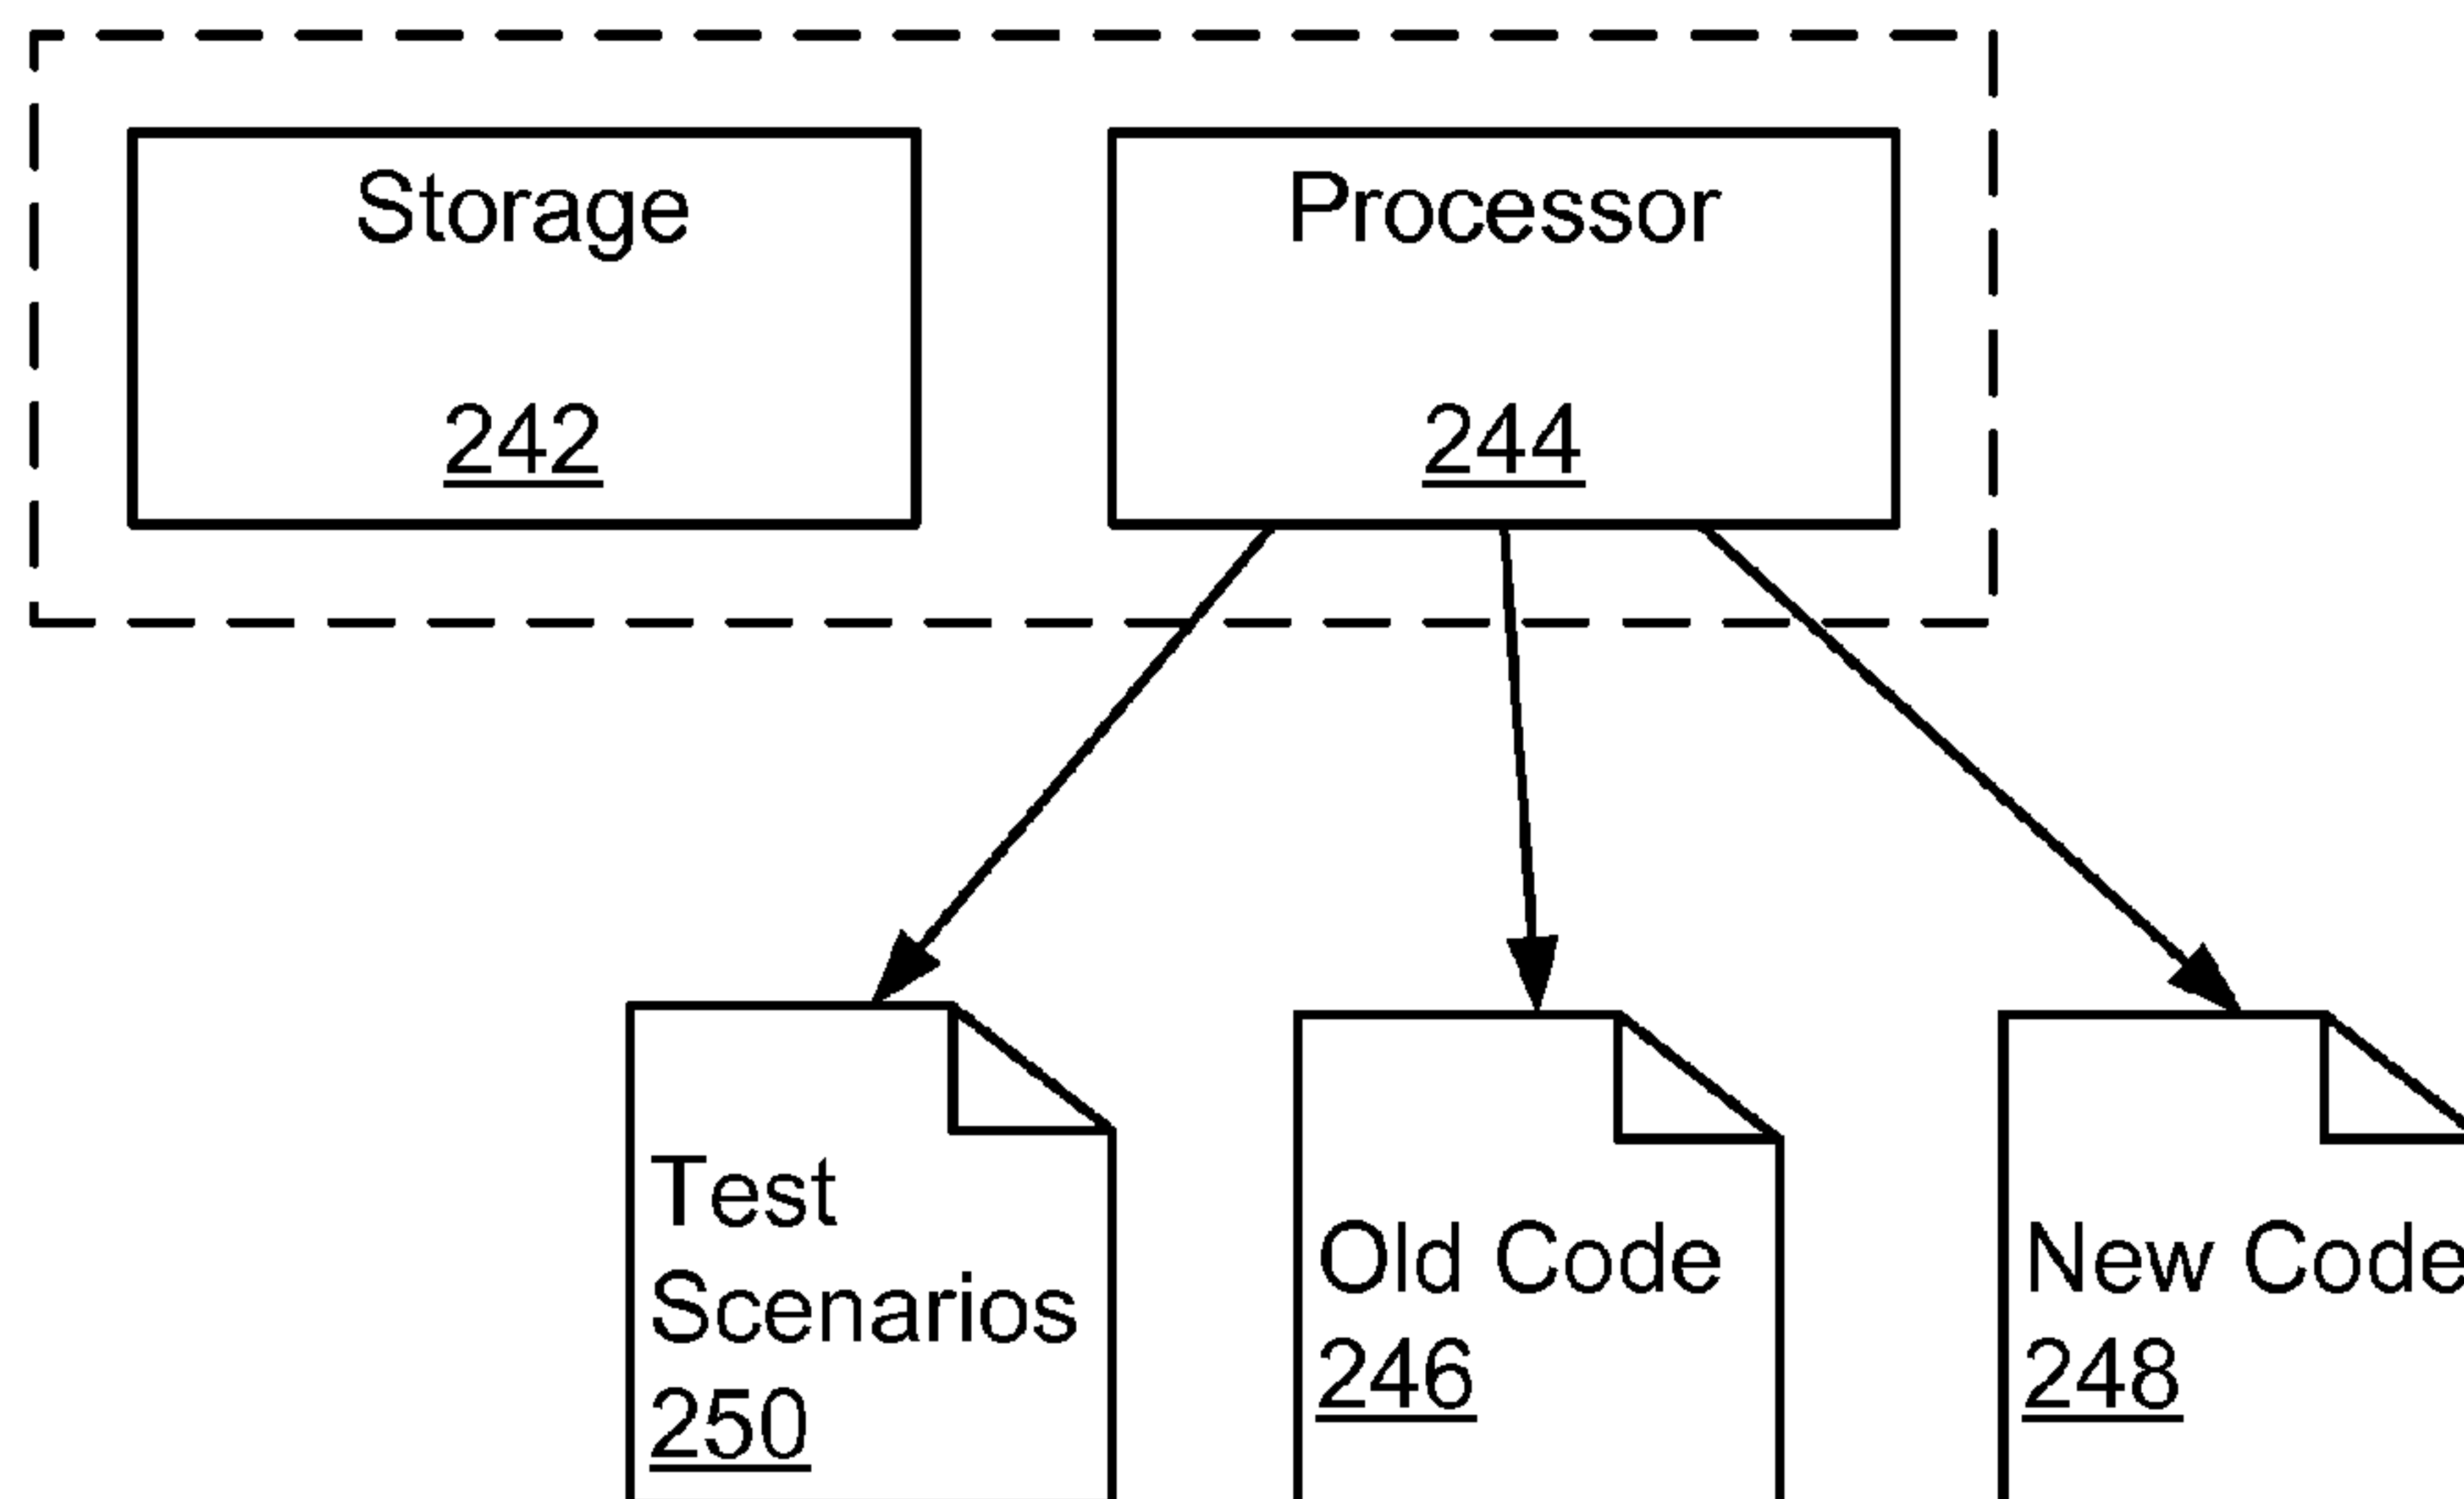 Storage
242
Processor
244
Test
Scenarios
250
Old Code
246
New Code
248